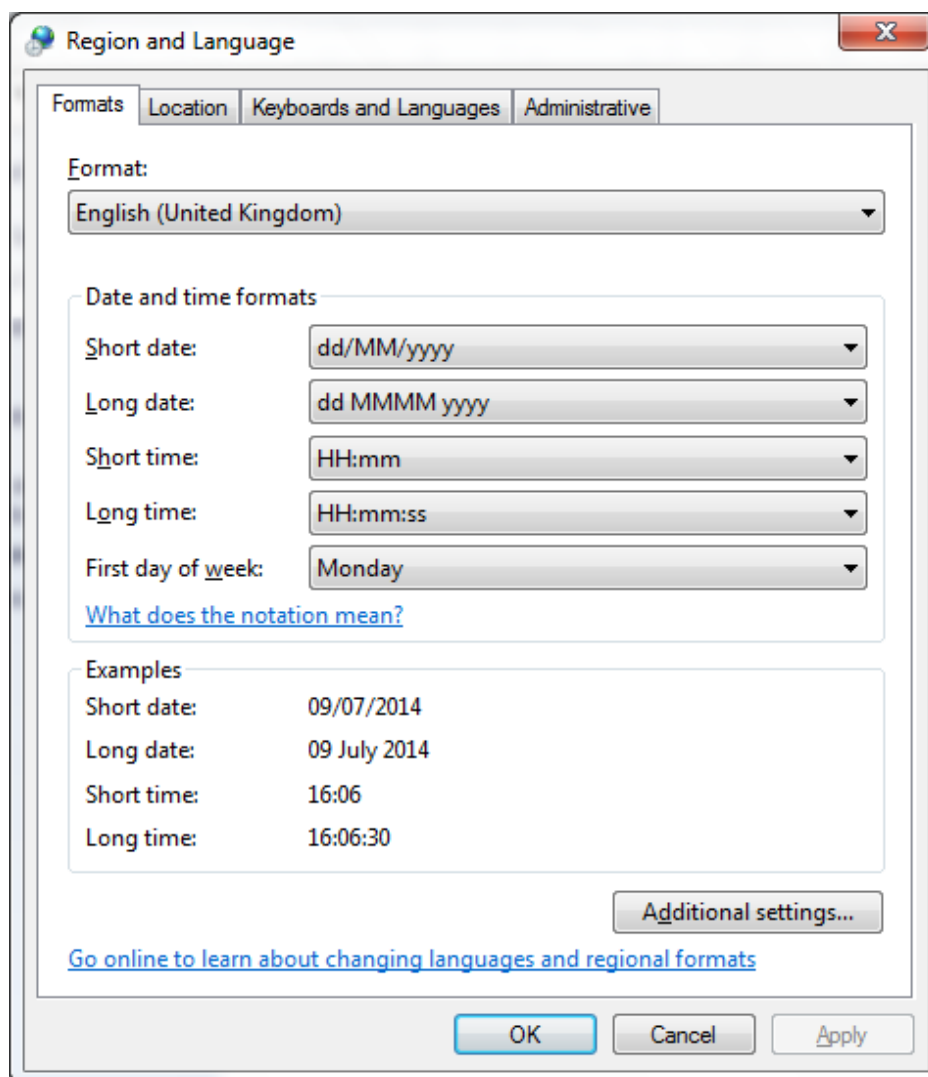 Region and Language
Formats Location Keyboards and Languages Administrative
Format:
English (United Kingdom)
Date and time formats
Short date: dd/MM/yyyy
Long date: dd MMMM yyyy
Short time: HH:mm
Long time: HH:mm:ss
First day of week: Monday
What does the notation mean?
Examples
Short date: 09/07/2014
Long date: 09 July 2014
Short time: 16:06
Long time: 16:06:30
Additional settings...
Go online to learn about changing languages and regional formats
OK Cancel Apply